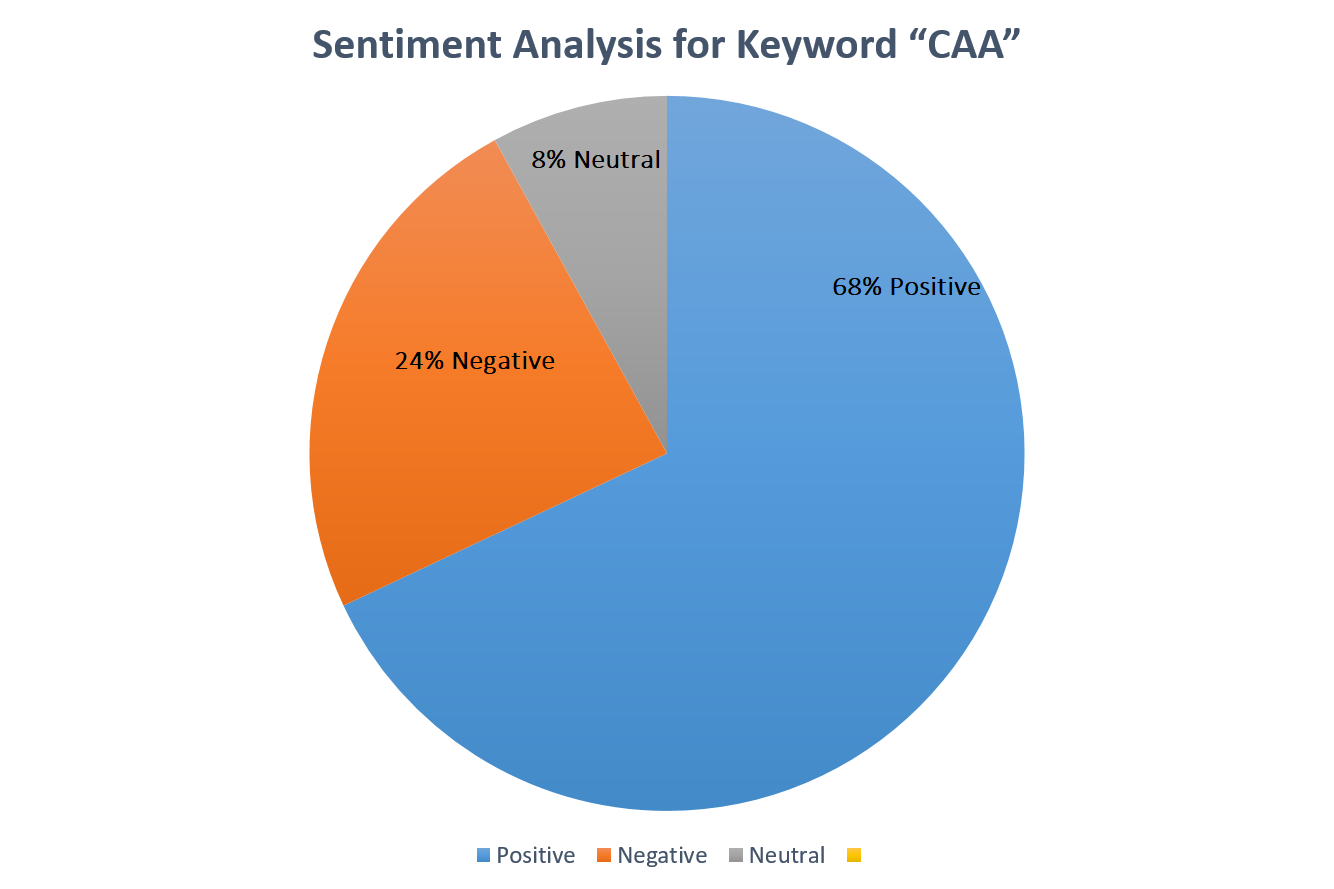 Sentiment Analysis for Keyword “CAA”
8% Neutral
68% Positive
24% Negative
Positive Negative Neutral